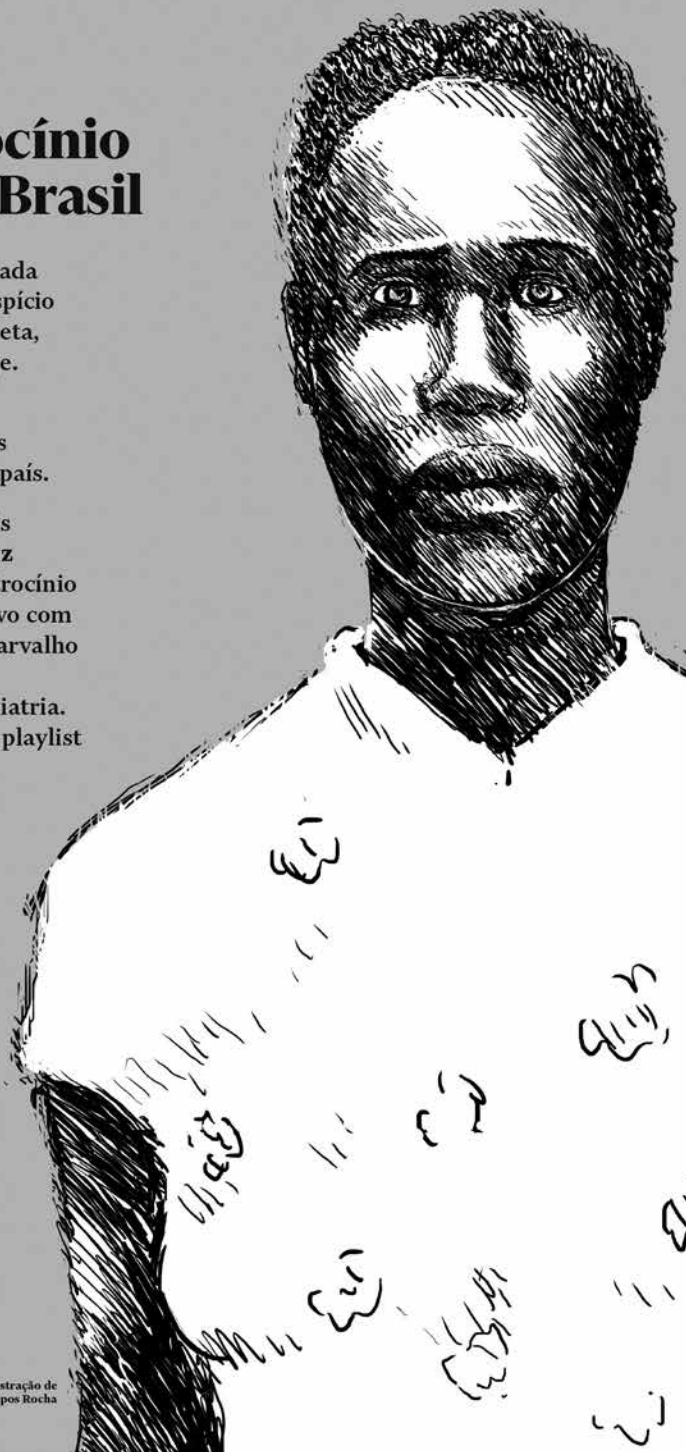 ocínio
Brasil
ada
spício
eta,
e.
s
país.
s
z
rocínio
vo com
arvalho
iatria.
playlist
stração de
pos Rocha